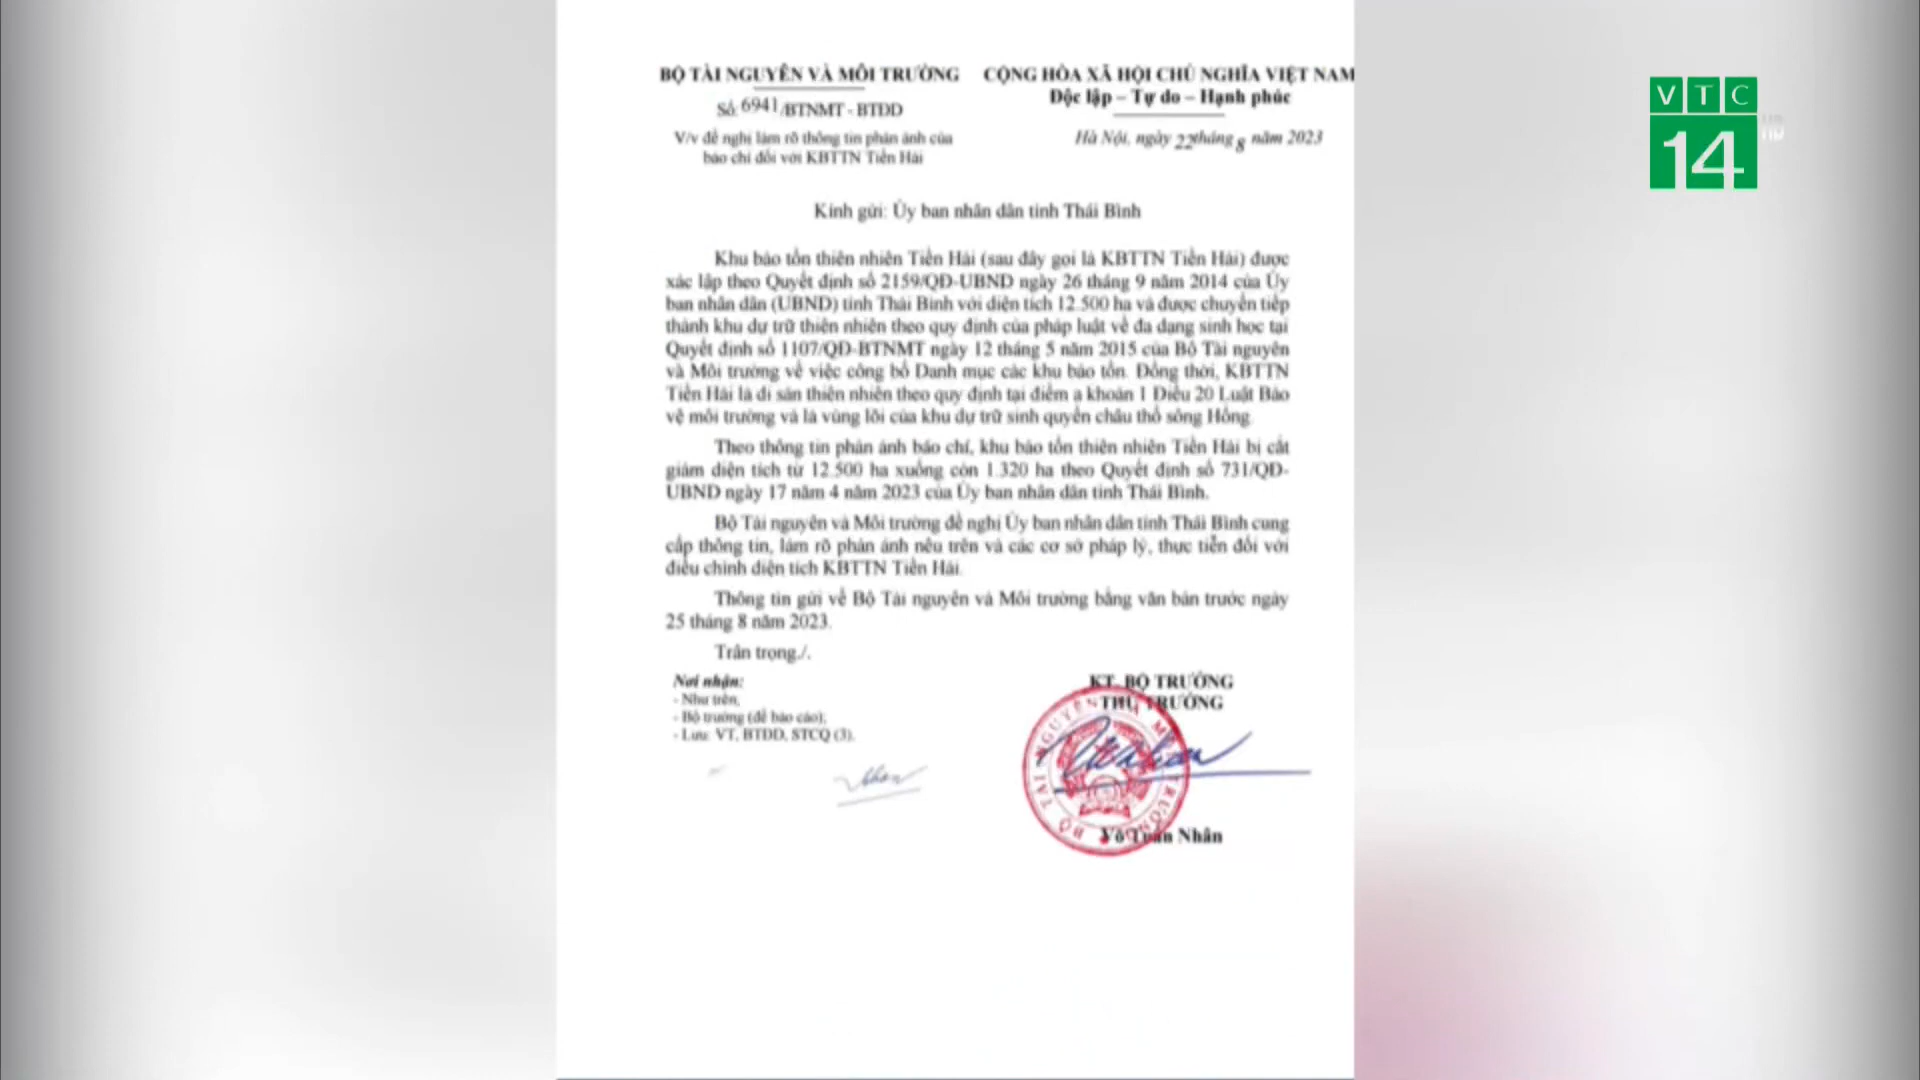 BỘ TÀI NGUYÊN VÀ MÔI TRƯỜNG
Số: 6941/BTNMT - BTĐD
V/v đề nghị làm rõ thông tin phản ánh của
báo chí đối với KBTTN Tiền Hải
CỘNG HÒA XÃ HỘI CHỦ NGHĨA VIỆT NAM
Độc lập – Tự do – Hạnh phúc
Hà Nội, ngày 22 tháng 8 năm 2023
VTC
14
Kính gửi: Ủy ban nhân dân tỉnh Thái Bình
Khu bảo tồn thiên nhiên Tiền Hải (sau đây gọi là KBTTN Tiền Hải) được
xác lập theo Quyết định số 2159/QĐ-UBND ngày 26 tháng 9 năm 2014 của Ủy
ban nhân dân (UBND) tỉnh Thái Bình với diện tích 12.500 ha và được chuyển tiếp
thành khu dự trữ thiên nhiên theo quy định của pháp luật về đa dạng sinh học tại
Quyết định số 1107/QĐ-BTNMT ngày 12 tháng 5 năm 2015 của Bộ Tài nguyên
và Môi trường về việc công bố Danh mục các khu bảo tồn. Đồng thời, KBTTN
Tiền Hải là di sản thiên nhiên theo quy định tại điểm a khoản 1 Điều 20 Luật Bảo
vệ môi trường và là vùng lõi của khu dự trữ sinh quyển châu thổ sông Hồng.
Theo thông tin phản ánh báo chí, khu bảo tồn thiên nhiên Tiền Hải bị cắt
giảm diện tích từ 12.500 ha xuống còn 1.320 ha theo Quyết định số 731/QĐ-
UBND ngày 17 năm 4 năm 2023 của Ủy ban nhân dân tỉnh Thái Bình.
Bộ Tài nguyên và Môi trường đề nghị Ủy ban nhân dân tỉnh Thái Bình cung
cấp thông tin, làm rõ phản ánh nêu trên và các cơ sở pháp lý, thực tiễn đối với
điều chỉnh diện tích KBTTN Tiền Hải.
Thông tin gửi về Bộ Tài nguyên và Môi trường bằng văn bản trước ngày
25 tháng 8 năm 2023.
Trân trọng./.
Nơi nhận:
- Như trên;
- Bộ trưởng (để báo cáo);
- Lưu: VT, BTĐD, STCQ (3).
KT. BỘ TRƯỞNG
THỨ TRƯỞNG
BỘ TÀI NGUYÊN VÀ MÔI TRƯỜNG
Võ Tuấn Nhân